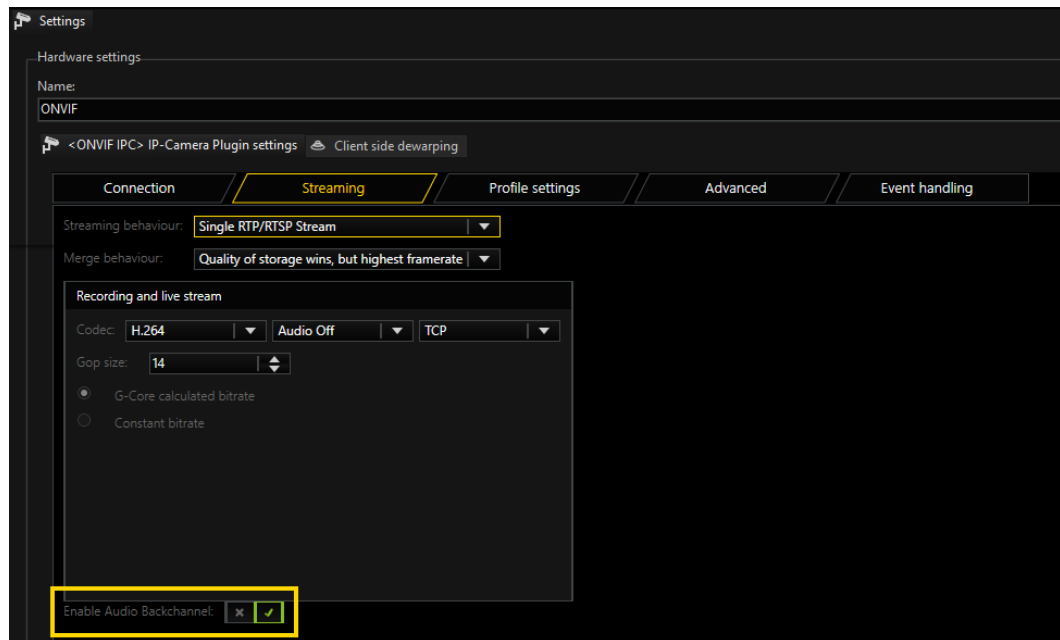 Settings
Hardware settings
Name:
ONVIF
<ONVIF IPC> IP-Camera Plugin settings Client side dewarping
Connection Streaming Profile settings Advanced Event handling
Streaming behaviour: Single RTP/RTSP Stream
Merge behaviour: Quality of storage wins, but highest framerate
Recording and live stream
Codec: H.264 Audio Off TCP
Gop size: 14
G-Core calculated bitrate
Constant bitrate
Enable Audio Backchannel: